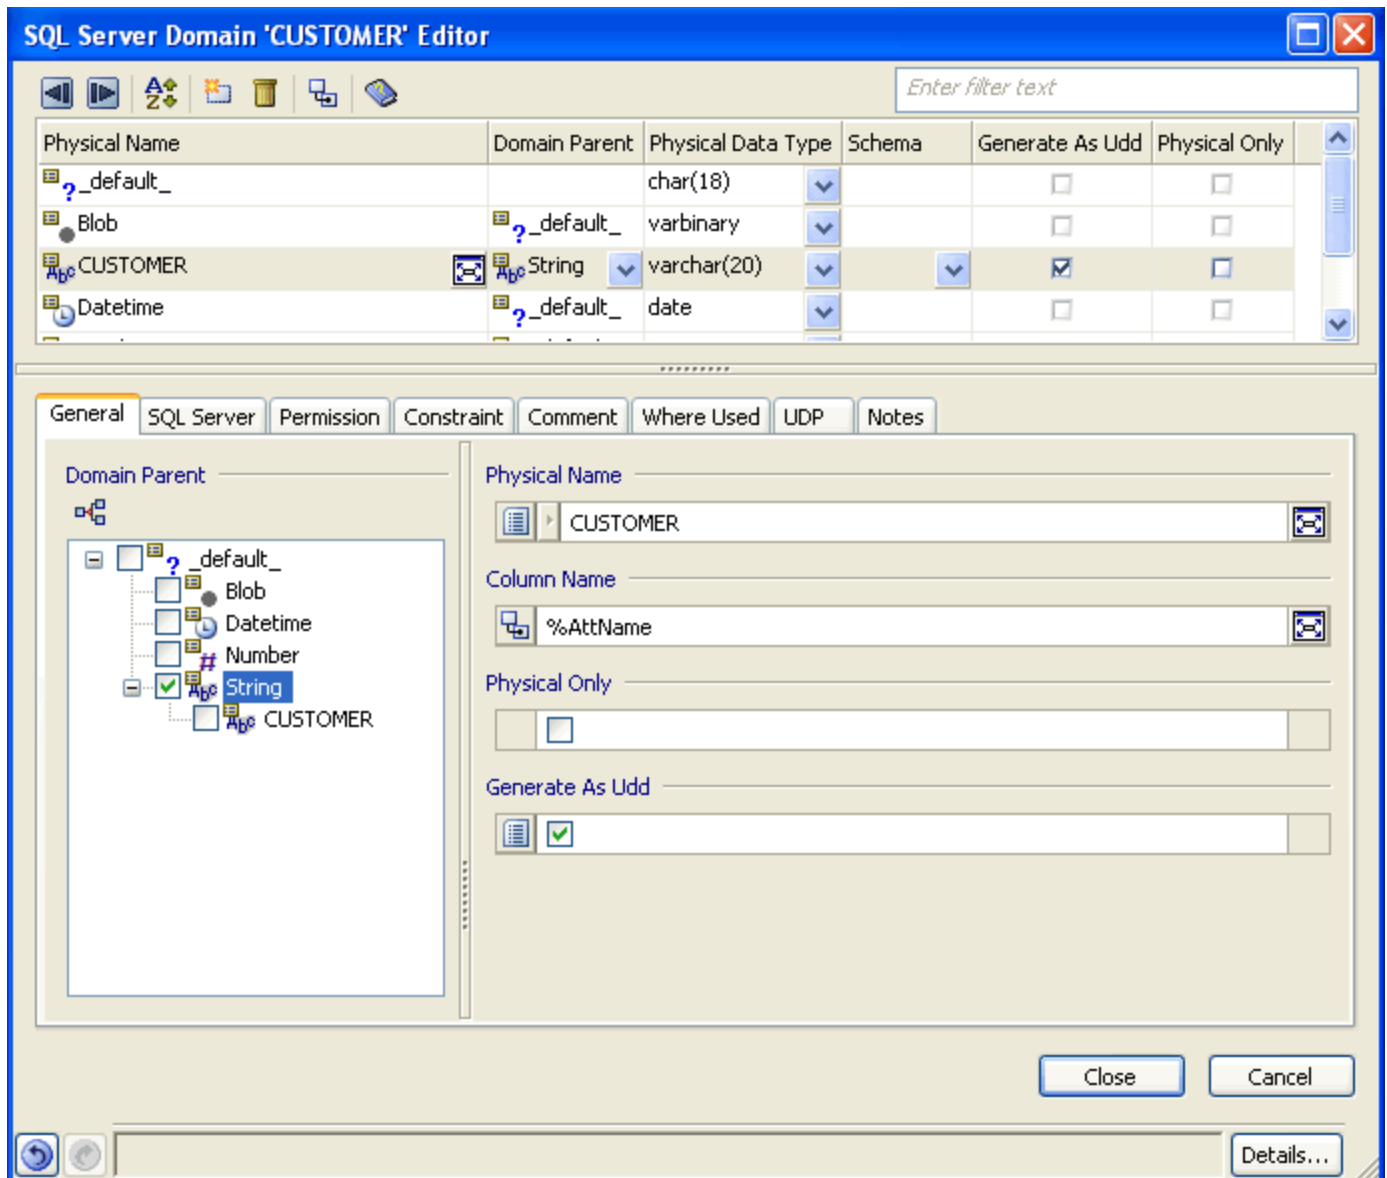 SQL Server Domain 'CUSTOMER' Editor
Enter filter text
Physical Name Domain Parent Physical Data Type Schema Generate As Udd Physical Only
_default_ char(18)
Blob _default_ varbinary
CUSTOMER String varchar(20)
Datetime _default_ date
General SQL Server Permission Constraint Comment Where Used UDP Notes
Domain Parent
_default_
Blob
Datetime
Number
String
CUSTOMER
Physical Name
CUSTOMER
Column Name
%AttName
Physical Only
Generate As Udd
Close Cancel
Details...